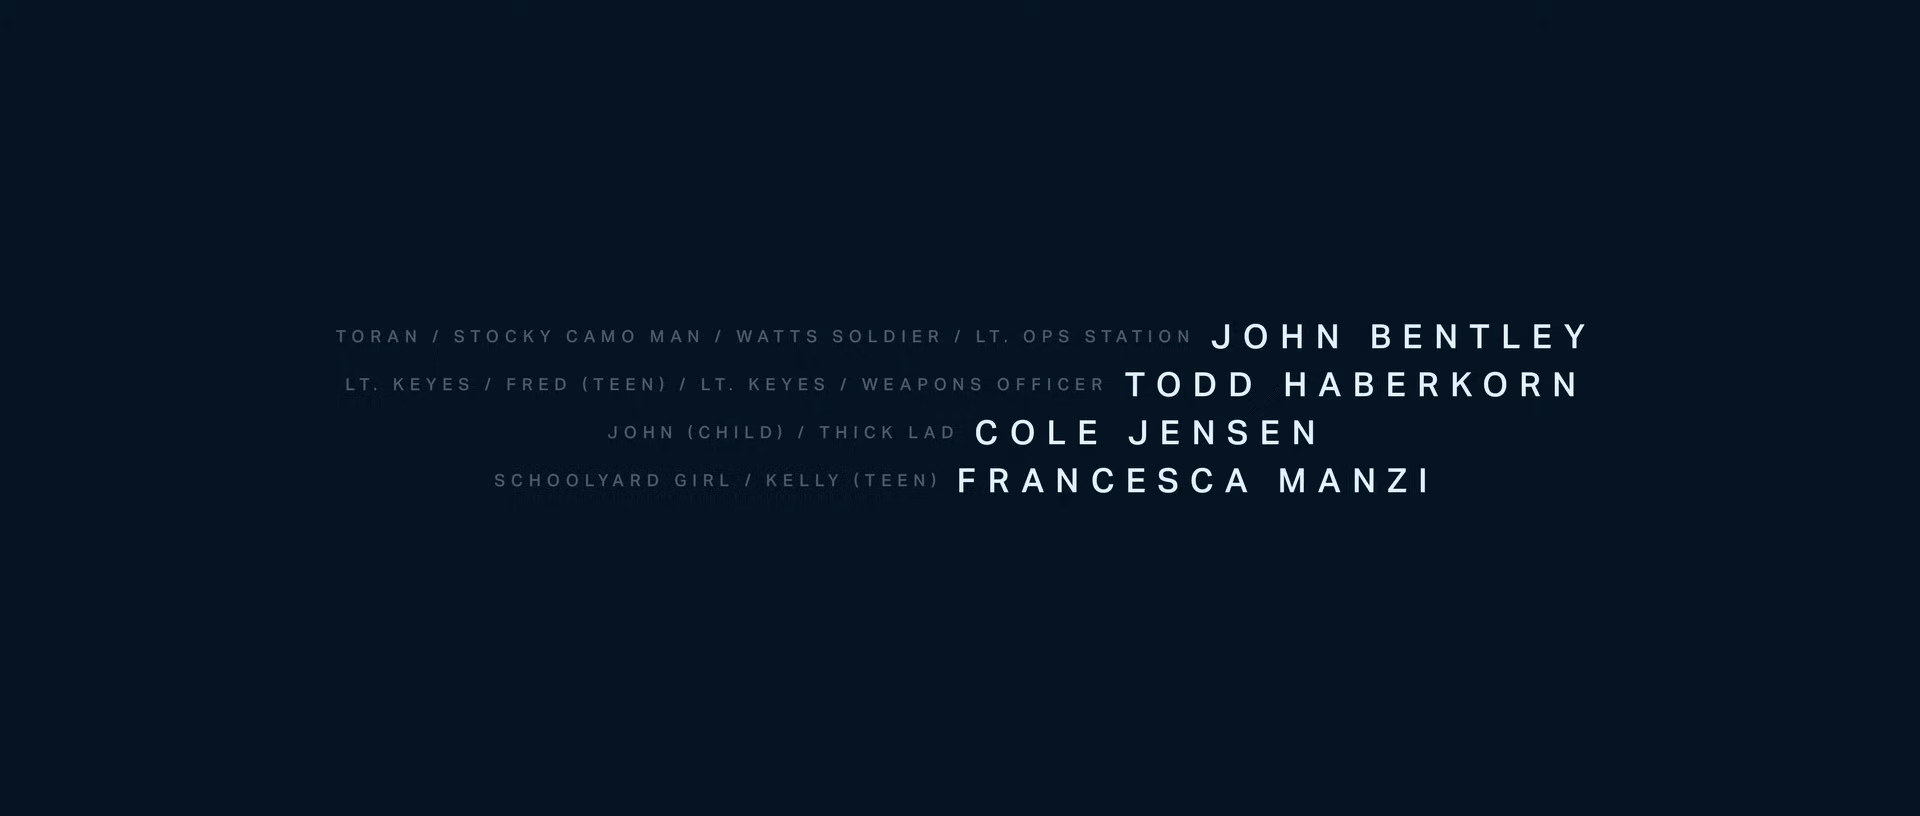 TORAN / STOCKY CAMO MAN / WATTS SOLDIER / LT. OPS STATION JOHN BENTLEY
LT. KEYES / FRED (TEEN) / LT. KEYES / WEAPONS OFFICER TODD HABERKORN
JOHN (CHILD) / THICK LAD COLE JENSEN
SCHOOLYARD GIRL / KELLY (TEEN) FRANCESCA MANZI